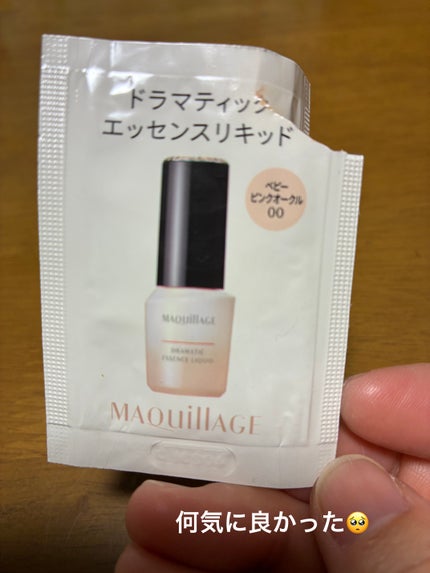 ドラマティック
エッセンスリキッド
ベビー
ピンクオークル
00
MAQuillAGE
DRAMATIC
ESSENCE LIQUID
MAQuillAGE
何気に良かった🥺